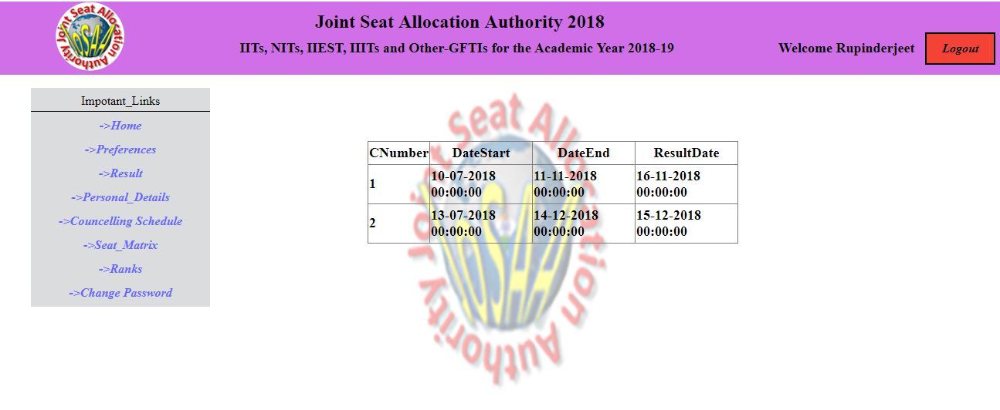 Joint Seat Allocation Authority
JOSAA
Joint Seat Allocation Authority 2018
IITs, NITs, IIEST, IIITs and Other-GFTIs for the Academic Year 2018-19
Welcome Rupinderjeet
Logout
Impotant_Links
->Home
->Preferences
->Result
->Personal_Details
->Councelling Schedule
->Seat_Matrix
->Ranks
->Change Password
CNumber DateStart DateEnd ResultDate
1 10-07-2018 00:00:00 11-11-2018 00:00:00 16-11-2018 00:00:00
2 13-07-2018 00:00:00 14-12-2018 00:00:00 15-12-2018 00:00:00
Joint Seat Allocation Authority
JOSAA